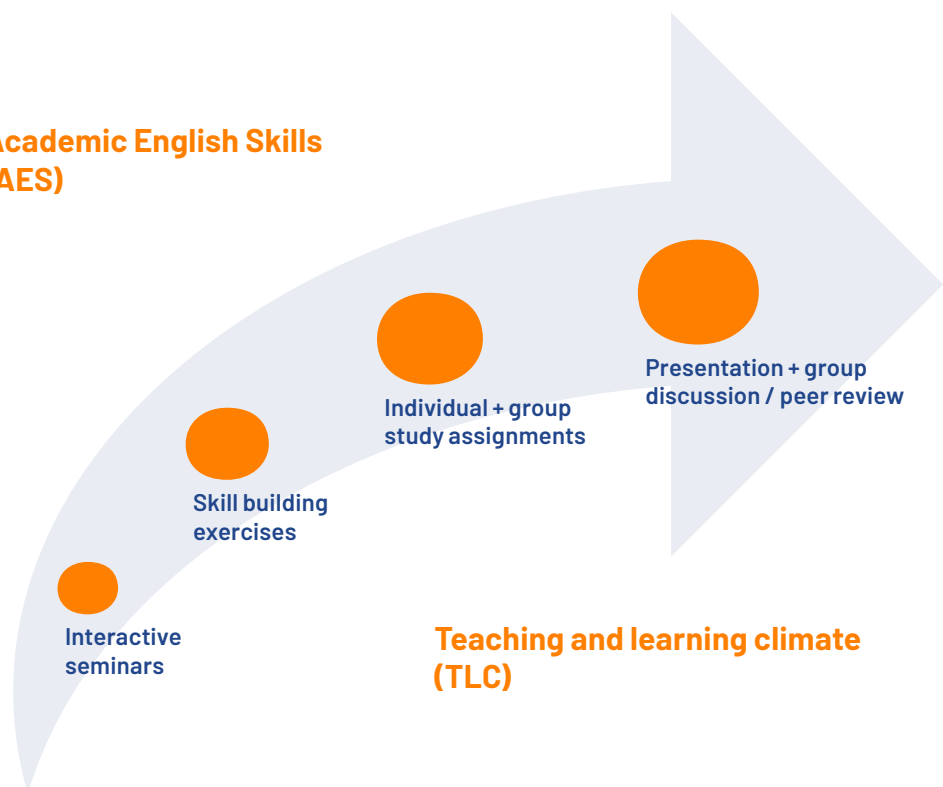 Academic English Skills
(AES)
Presentation + group
discussion / peer review
Individual + group
study assignments
Skill building
exercises
Interactive
seminars
Teaching and learning climate
(TLC)